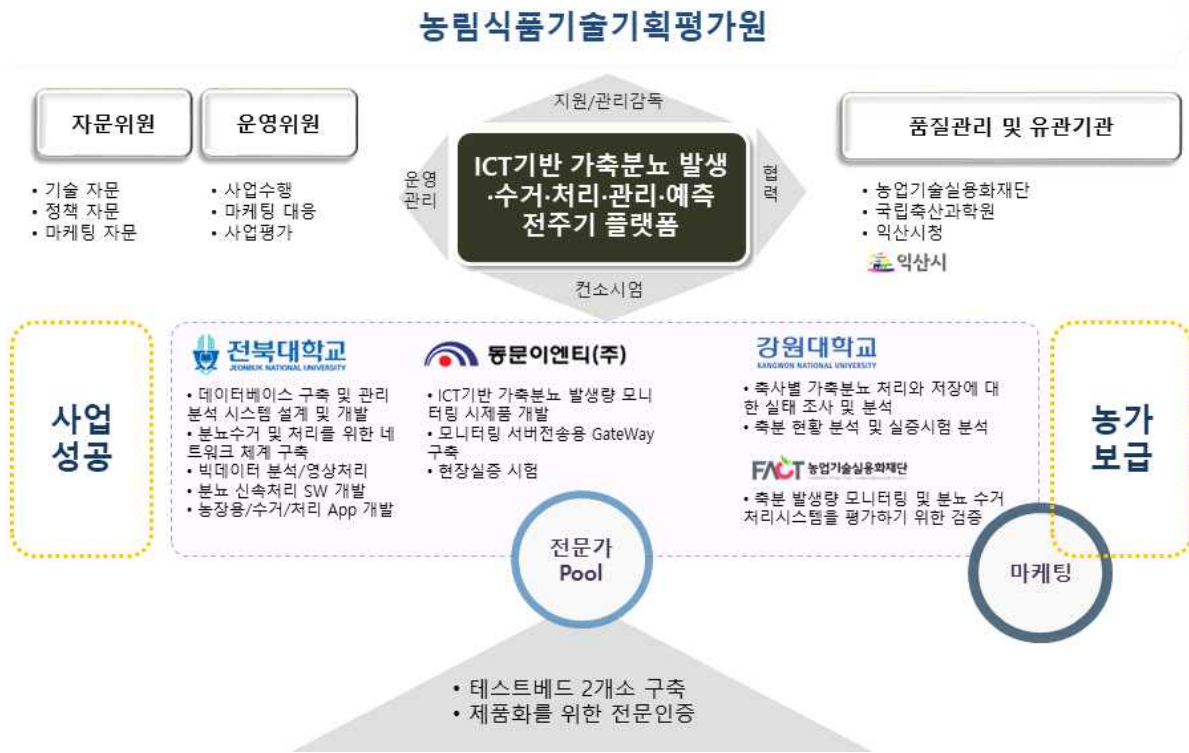 농림식품기술기획평가원
지원/관리감독
자문위원
운영위원
품질관리 및 유관기관
• 기술 자문
• 정책 자문
• 마케팅 자문
• 사업수행
• 마케팅 대응
• 사업평가
운영
관리
ICT기반 가축분뇨 발생
·수거·처리·관리·예측
전주기 플랫폼
협
력
• 농업기술실용화재단
• 국립축산과학원
• 익산시청
익산시
컨소시엄
사업
성공
전북대학교
JEONBUK NATIONAL UNIVERSITY
• 데이터베이스 구축 및 관리
분석 시스템 설계 및 개발
• 분뇨수거 및 처리를 위한 네
트워크 체계 구축
• 빅데이터 분석/영상처리
• 분뇨 신속처리 SW 개발
• 농장용/수거/처리 App 개발
동문이엔티(주)
• ICT기반 가축분뇨 발생량 모니
터링 시제품 개발
• 모니터링 서버전송용 GateWay
구축
• 현장실증 시험
강원대학교
KANGWON NATIONAL UNIVERSITY
• 축사별 가축분뇨 처리와 저장에 대
한 실태 조사 및 분석
• 축분 현황 분석 및 실증시험 분석
FACT 농업기술실용화재단
• 축분 발생량 모니터링 및 분뇨 수거
처리시스템을 평가하기 위한 검증
농가
보급
전문가
Pool
마케팅
• 테스트베드 2개소 구축
• 제품화를 위한 전문인증